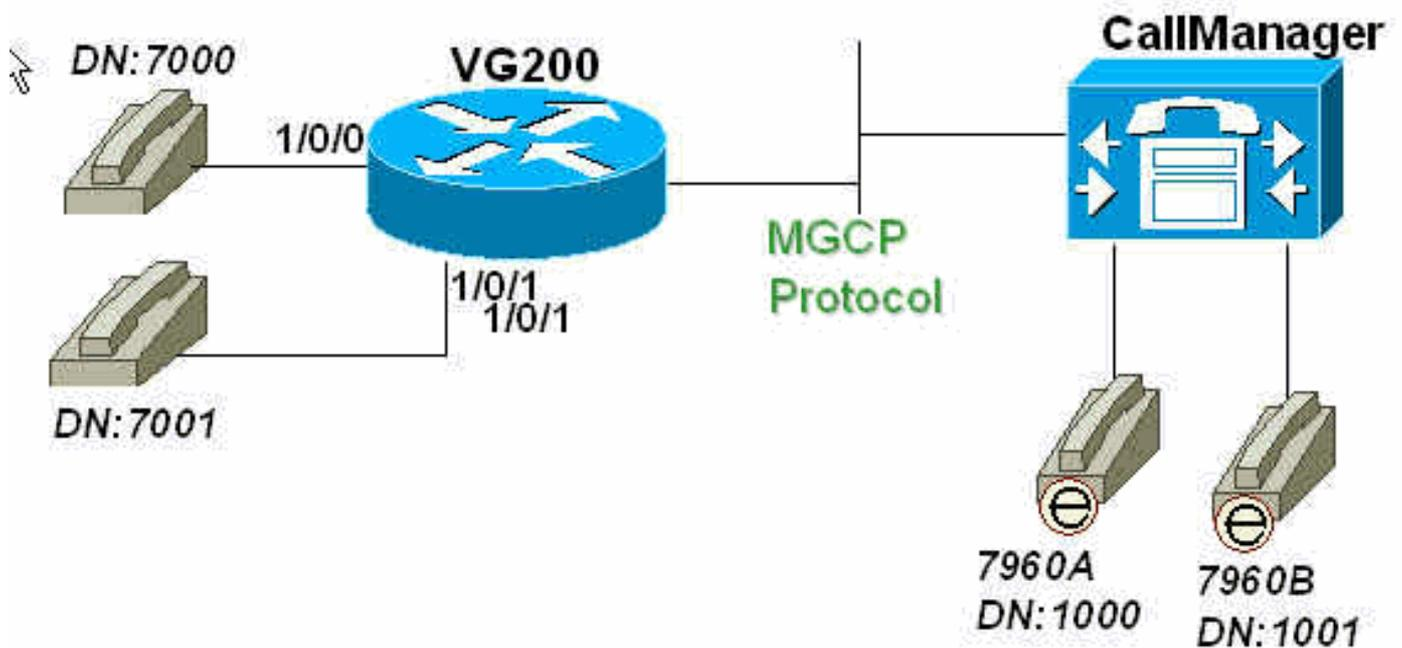 DN:7000
VG200
CallManager
1/0/0
MGCP
Protocol
1/0/1
1/0/1
DN:7001
e
e
7960A
DN:1000
7960B
DN:1001